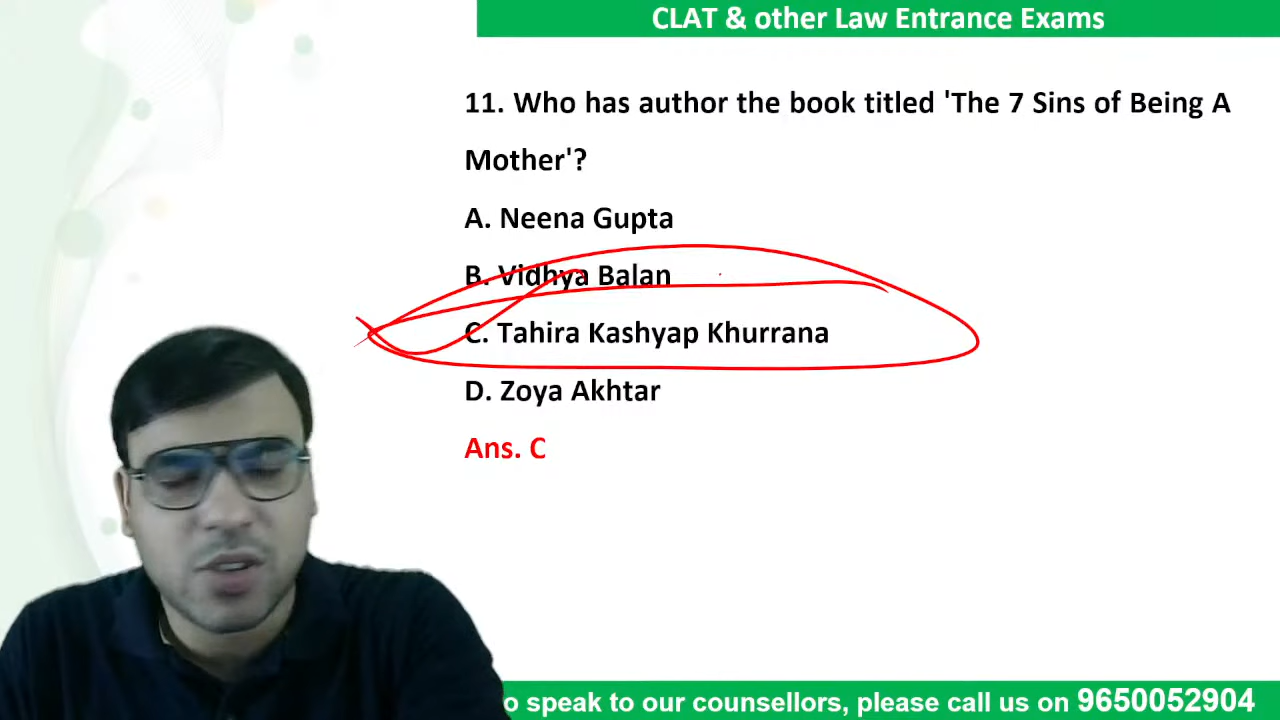 CLAT & other Law Entrance Exams
11. Who has author the book titled 'The 7 Sins of Being A
Mother'?
A. Neena Gupta
B. Vidhya Balan
C. Tahira Kashyap Khurrana
D. Zoya Akhtar
Ans. C
o speak to our counsellors, please call us on 9650052904